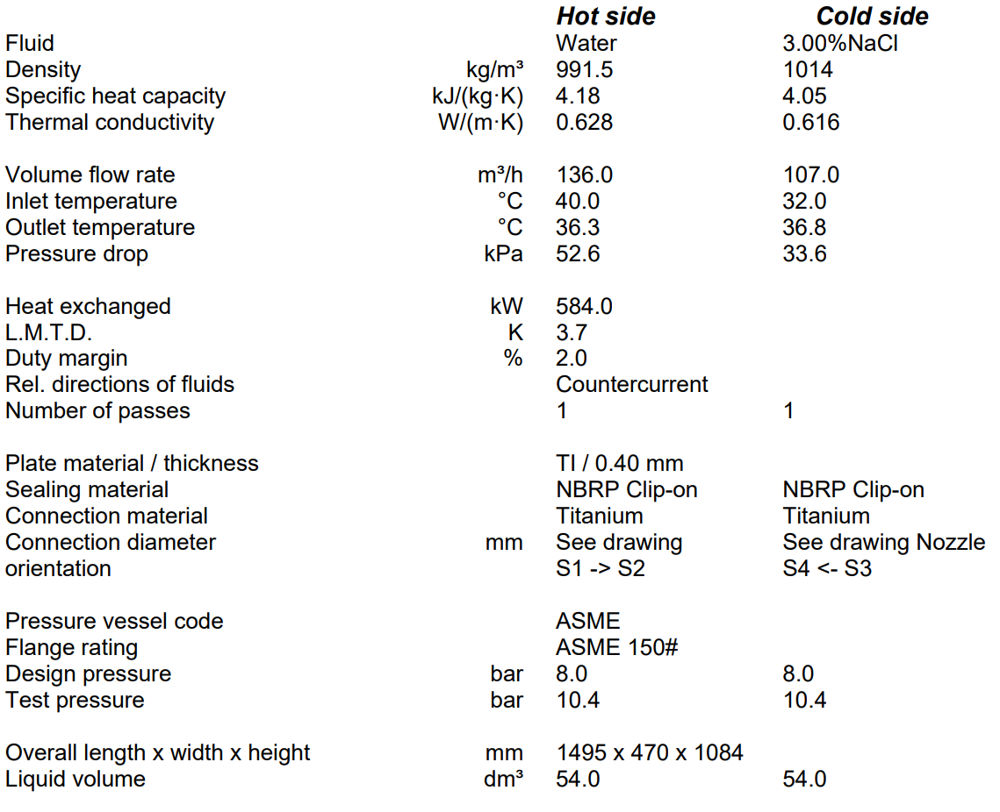 Hot side Cold side
Fluid Water 3.00%NaCl
Density kg/m³ 991.5 1014
Specific heat capacity kJ/(kg·K) 4.18 4.05
Thermal conductivity W/(m·K) 0.628 0.616
Volume flow rate m³/h 136.0 107.0
Inlet temperature °C 40.0 32.0
Outlet temperature °C 36.3 36.8
Pressure drop kPa 52.6 33.6
Heat exchanged kW 584.0
L.M.T.D. K 3.7
Duty margin % 2.0
Rel. directions of fluids Countercurrent
Number of passes 1 1
Plate material / thickness TI / 0.40 mm
Sealing material NBRP Clip-on NBRP Clip-on
Connection material Titanium Titanium
Connection diameter mm See drawing See drawing Nozzle
orientation S1 -> S2 S4 <- S3
Pressure vessel code ASME
Flange rating ASME 150#
Design pressure bar 8.0 8.0
Test pressure bar 10.4 10.4
Overall length x width x height mm 1495 x 470 x 1084
Liquid volume dm³ 54.0 54.0